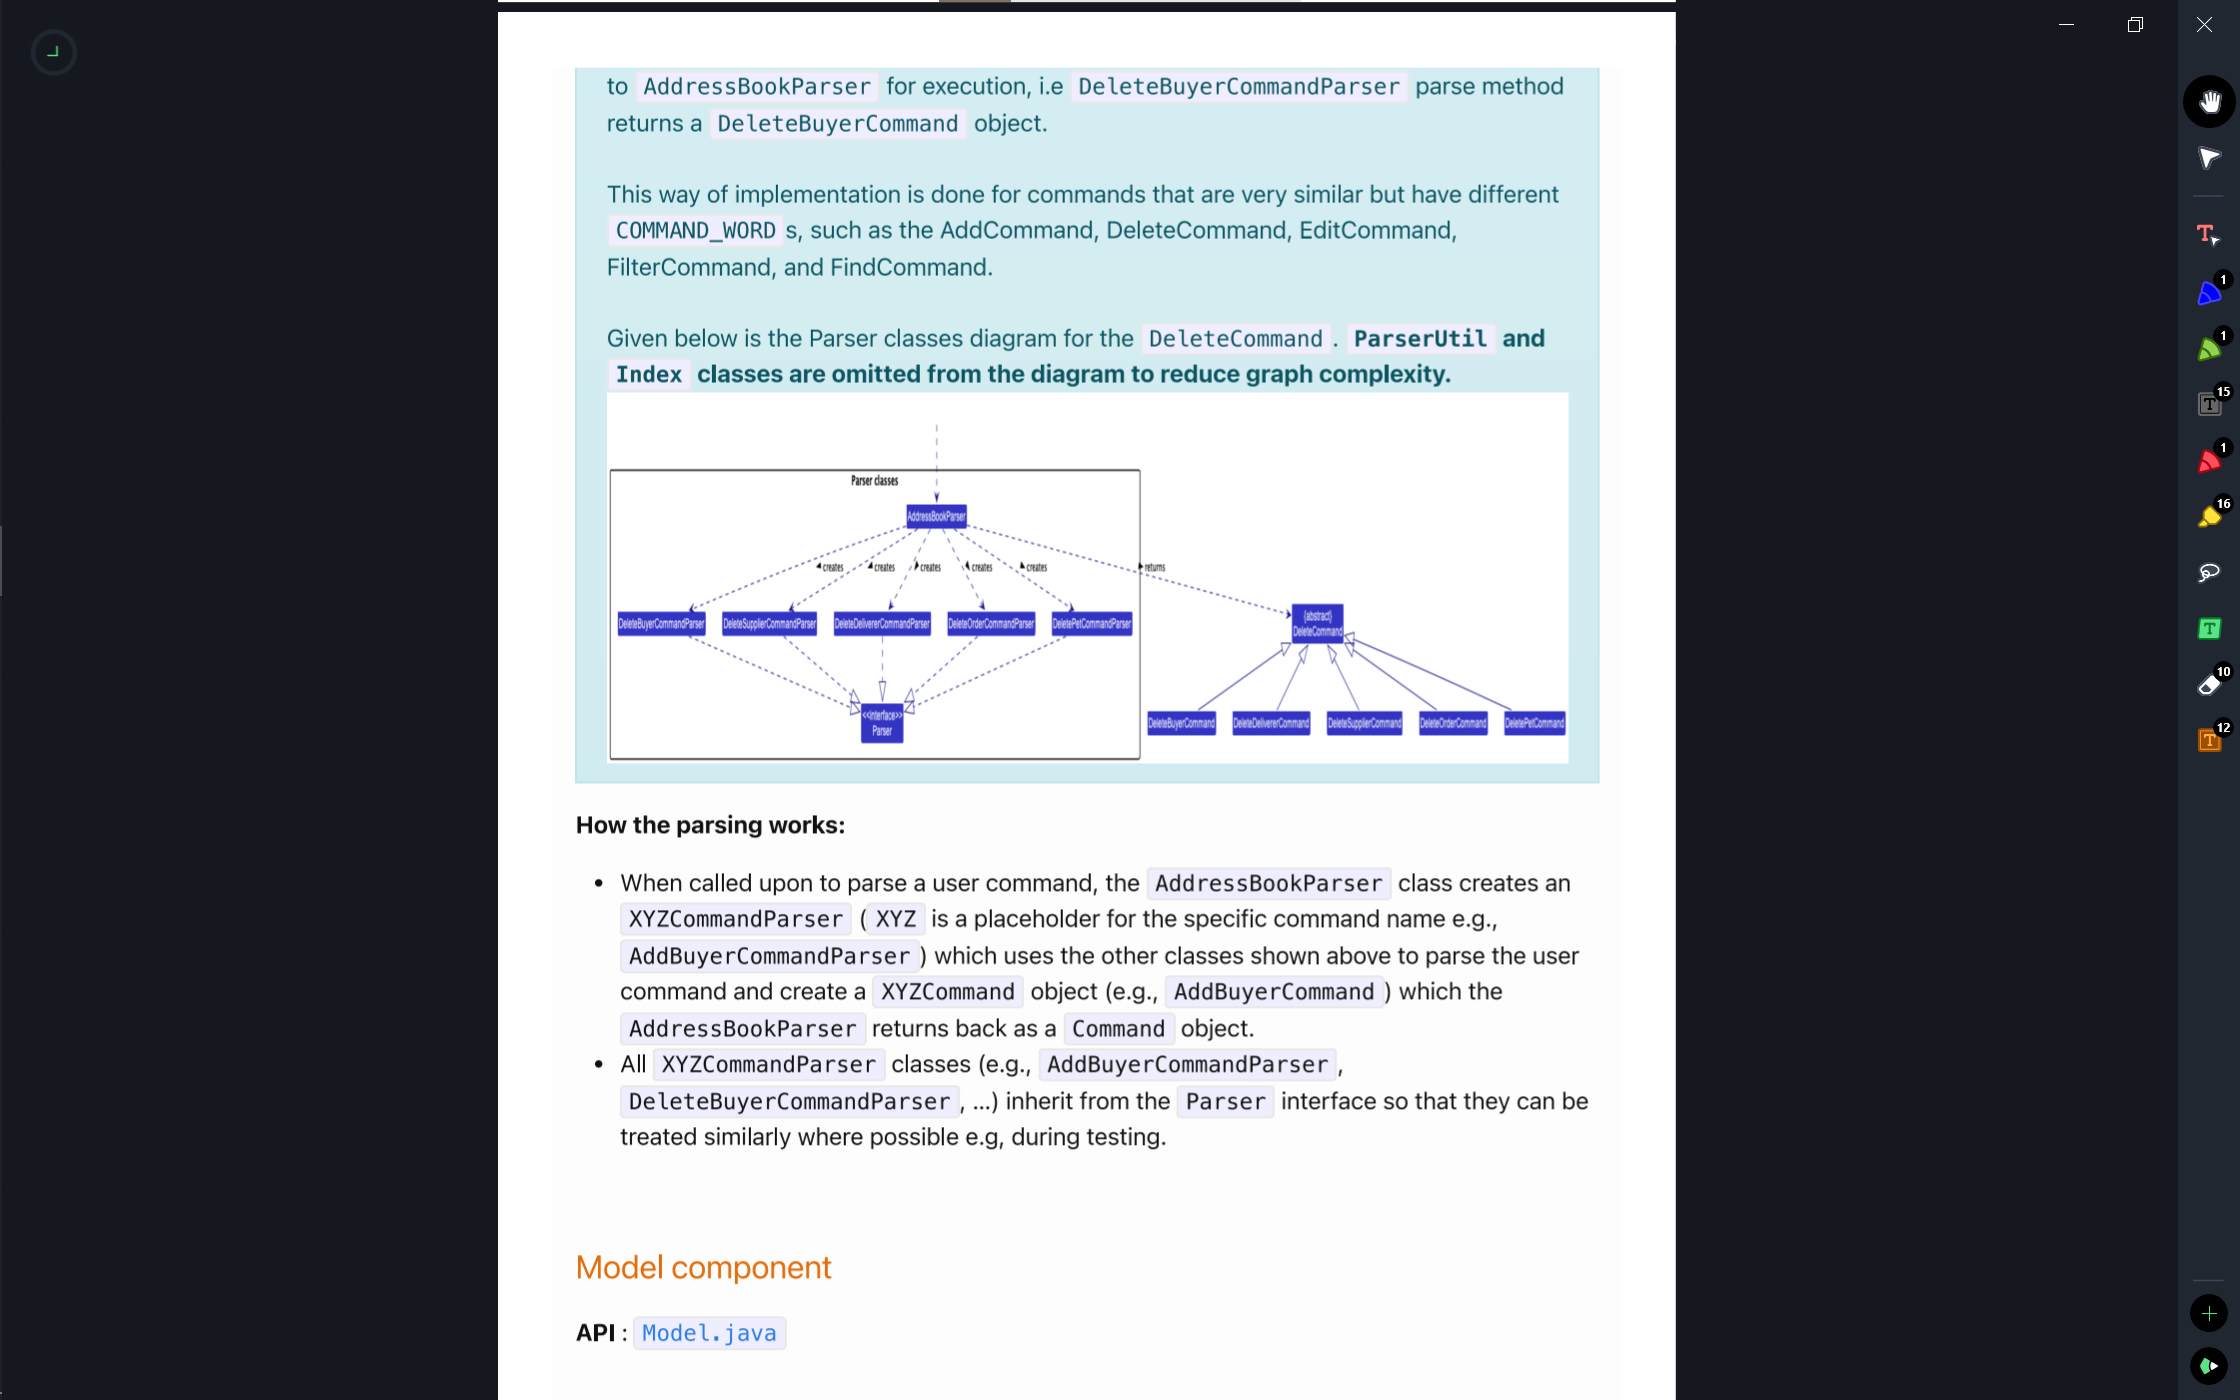 to AddressBookParser for execution, i.e DeleteBuyerCommandParser parse method
returns a DeleteBuyerCommand object.
This way of implementation is done for commands that are very similar but have different
COMMAND_WORD s, such as the AddCommand, DeleteCommand, EditCommand,
FilterCommand, and FindCommand.
Given below is the Parser classes diagram for the DeleteCommand . ParserUtil and
Index classes are omitted from the diagram to reduce graph complexity.
Parser classes
AddressBookParser
creates creates creates creates creates returns
DeleteBuyerCommandParser DeleteSupplierCommandParser DeleteDelivererCommandParser DeleteOrderCommandParser DeletePetCommandParser
{abstract}
DeleteCommand
<<interface>>
Parser
DeleteBuyerCommand DeleteDelivererCommand DeleteSupplierCommand DeleteOrderCommand DeletePetCommand
How the parsing works:
• When called upon to parse a user command, the AddressBookParser class creates an
XYZCommandParser ( XYZ is a placeholder for the specific command name e.g.,
AddBuyerCommandParser ) which uses the other classes shown above to parse the user
command and create a XYZCommand object (e.g., AddBuyerCommand ) which the
AddressBookParser returns back as a Command object.
• All XYZCommandParser classes (e.g., AddBuyerCommandParser ,
DeleteBuyerCommandParser , ...) inherit from the Parser interface so that they can be
treated similarly where possible e.g, during testing.
Model component
API : Model.java
T
1
1
T 15
1
16
T
10
T 12